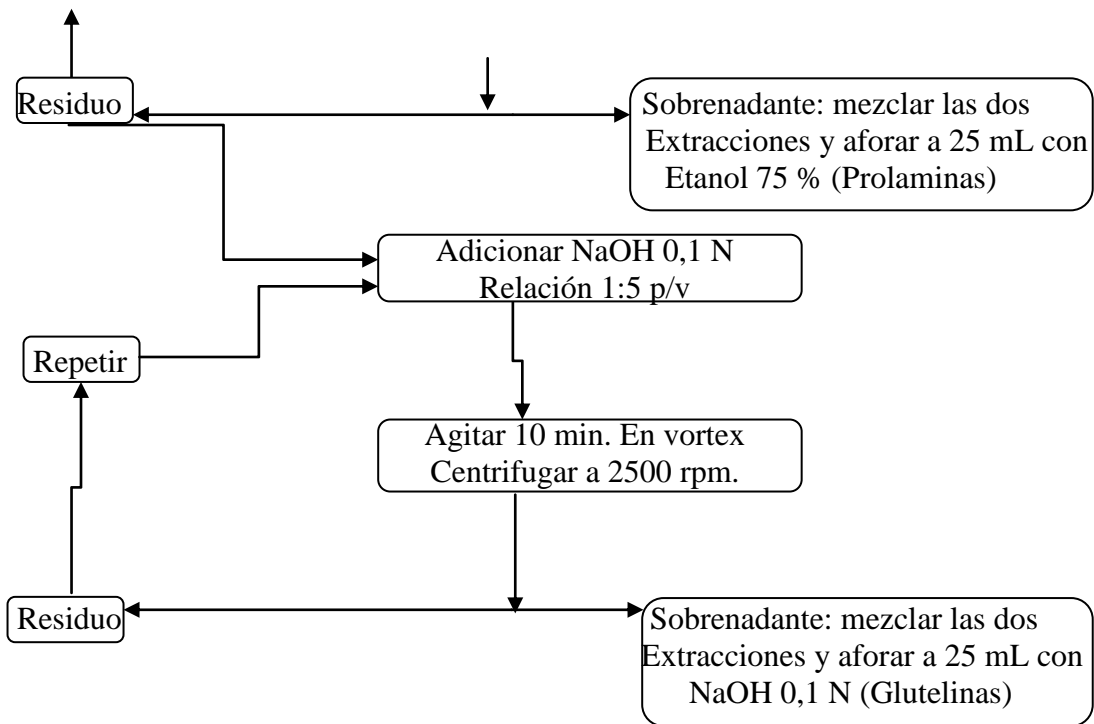 Residuo
Sobrenadante: mezclar las dos
Extracciones y aforar a 25 mL con
Etanol 75 % (Prolaminas)
Adicionar NaOH 0,1 N
Relación 1:5 p/v
Repetir
Agitar 10 min. En vortex
Centrifugar a 2500 rpm.
Residuo
Sobrenadante: mezclar las dos
Extracciones y aforar a 25 mL con
NaOH 0,1 N (Glutelinas)